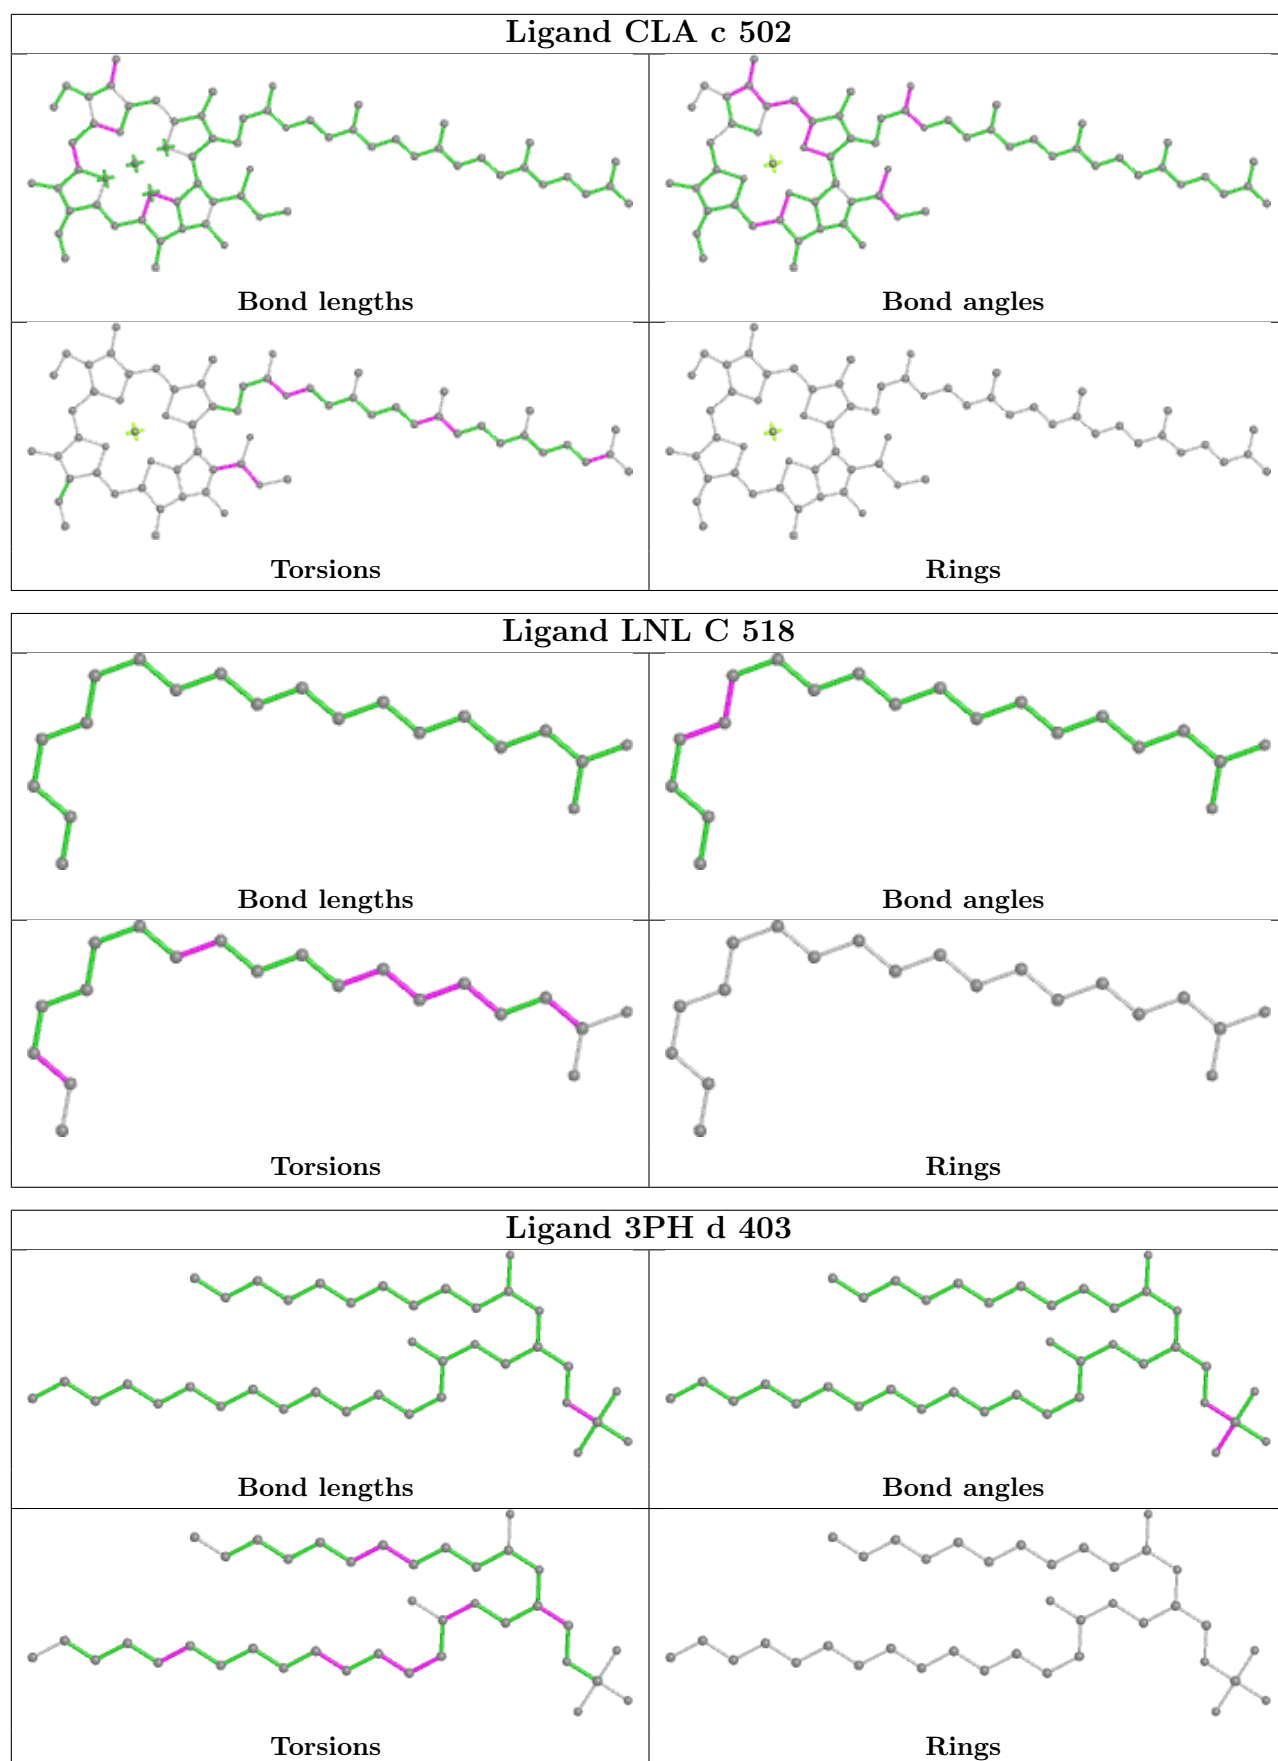 Ligand CLA c 502
Bond lengths
Bond angles
Torsions
Rings
Ligand LNL C 518
Bond lengths
Bond angles
Torsions
Rings
Ligand 3PH d 403
Bond lengths
Bond angles
Torsions
Rings